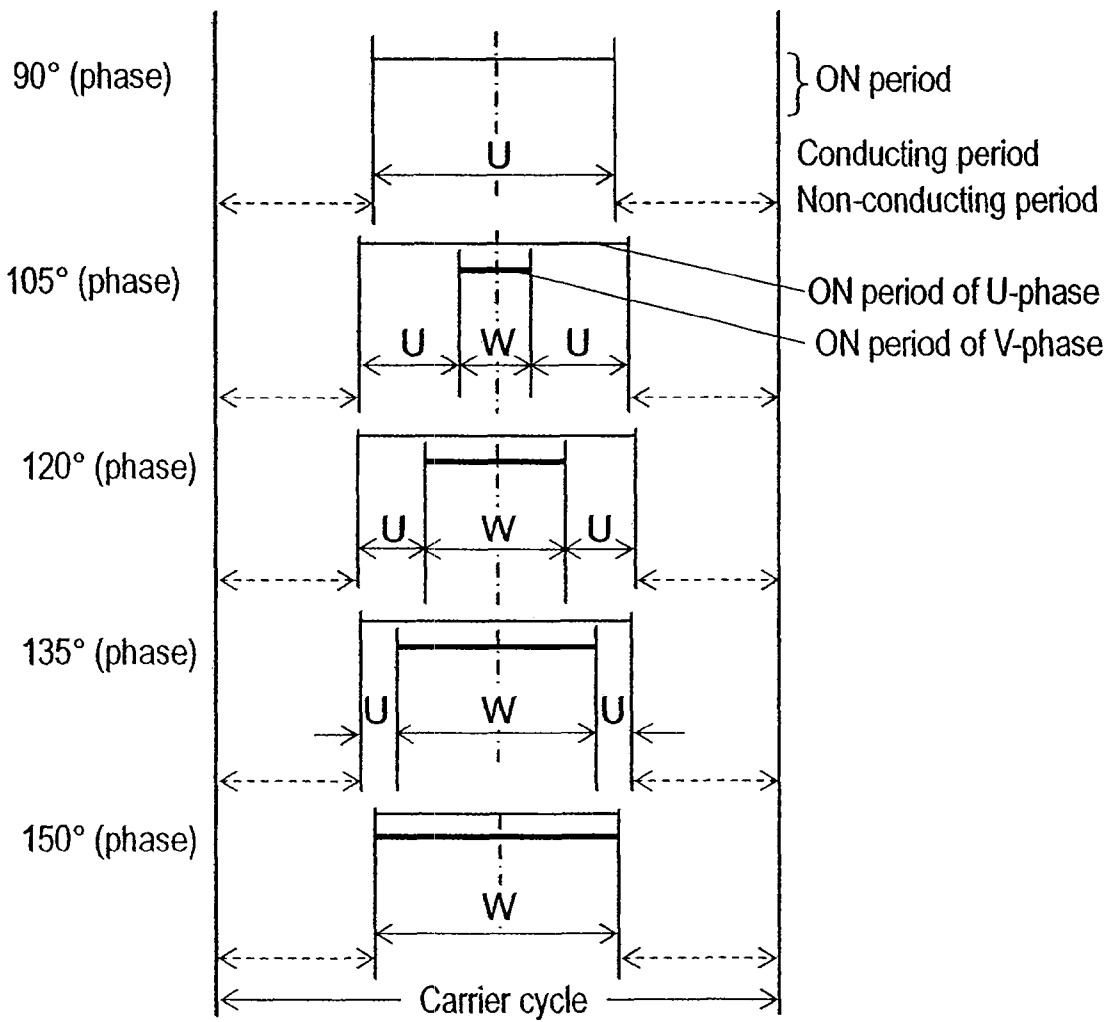 90° (phase)
ON period
U
Conducting period
Non-conducting period
105° (phase)
ON period of U-phase
ON period of V-phase
U W U
120° (phase)
U W U
135° (phase)
U W U
150° (phase)
W
Carrier cycle